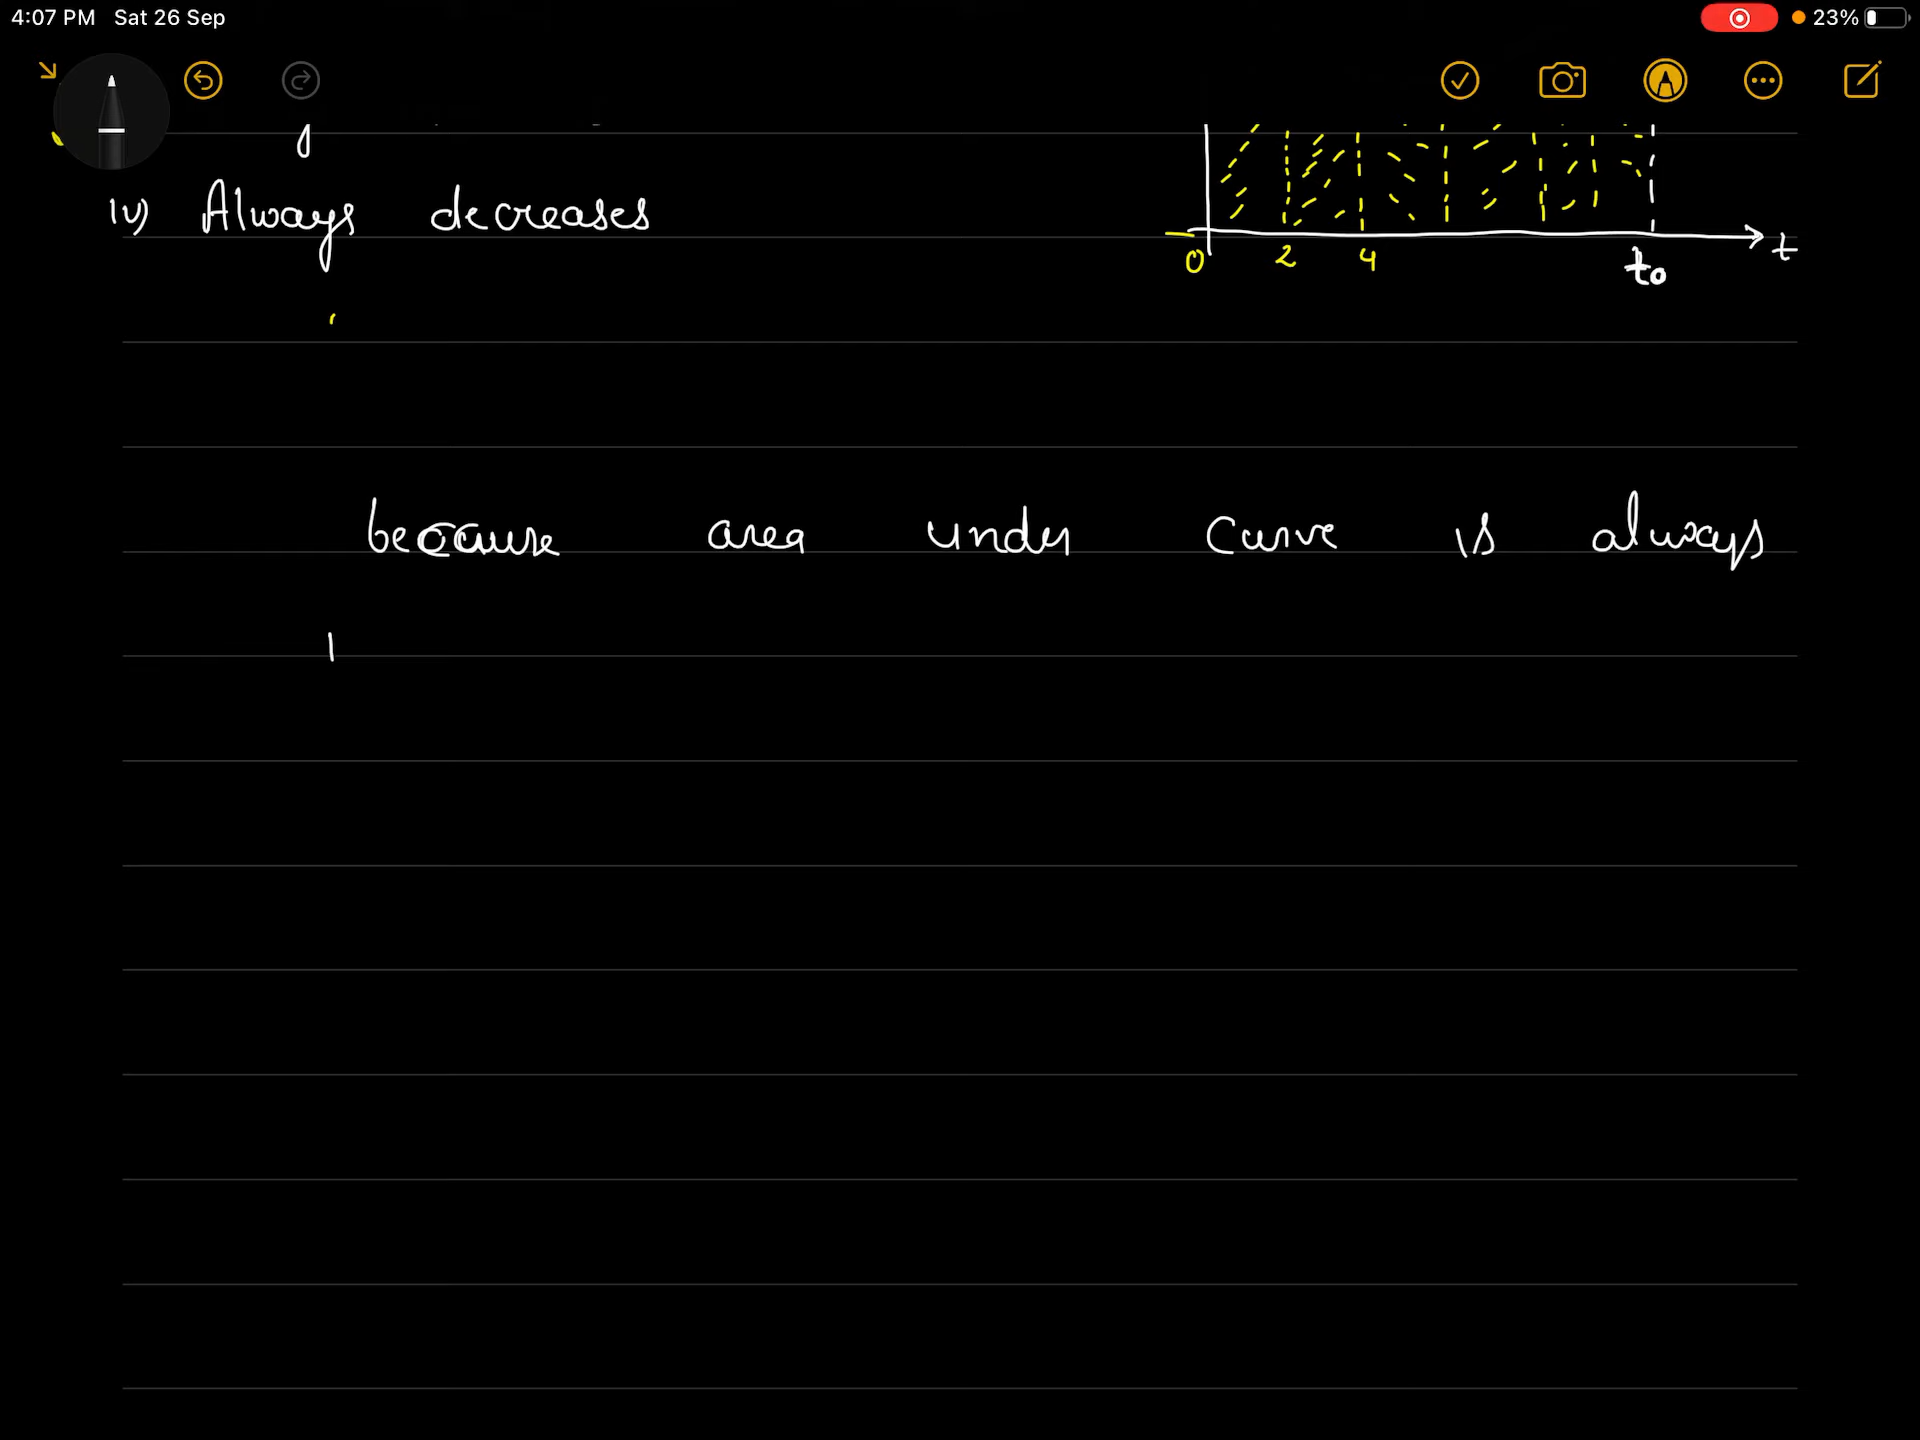 4:07 PM Sat 26 Sep 23%
iv) Always decreases
0 2 4 t0 t
because area under curve is always